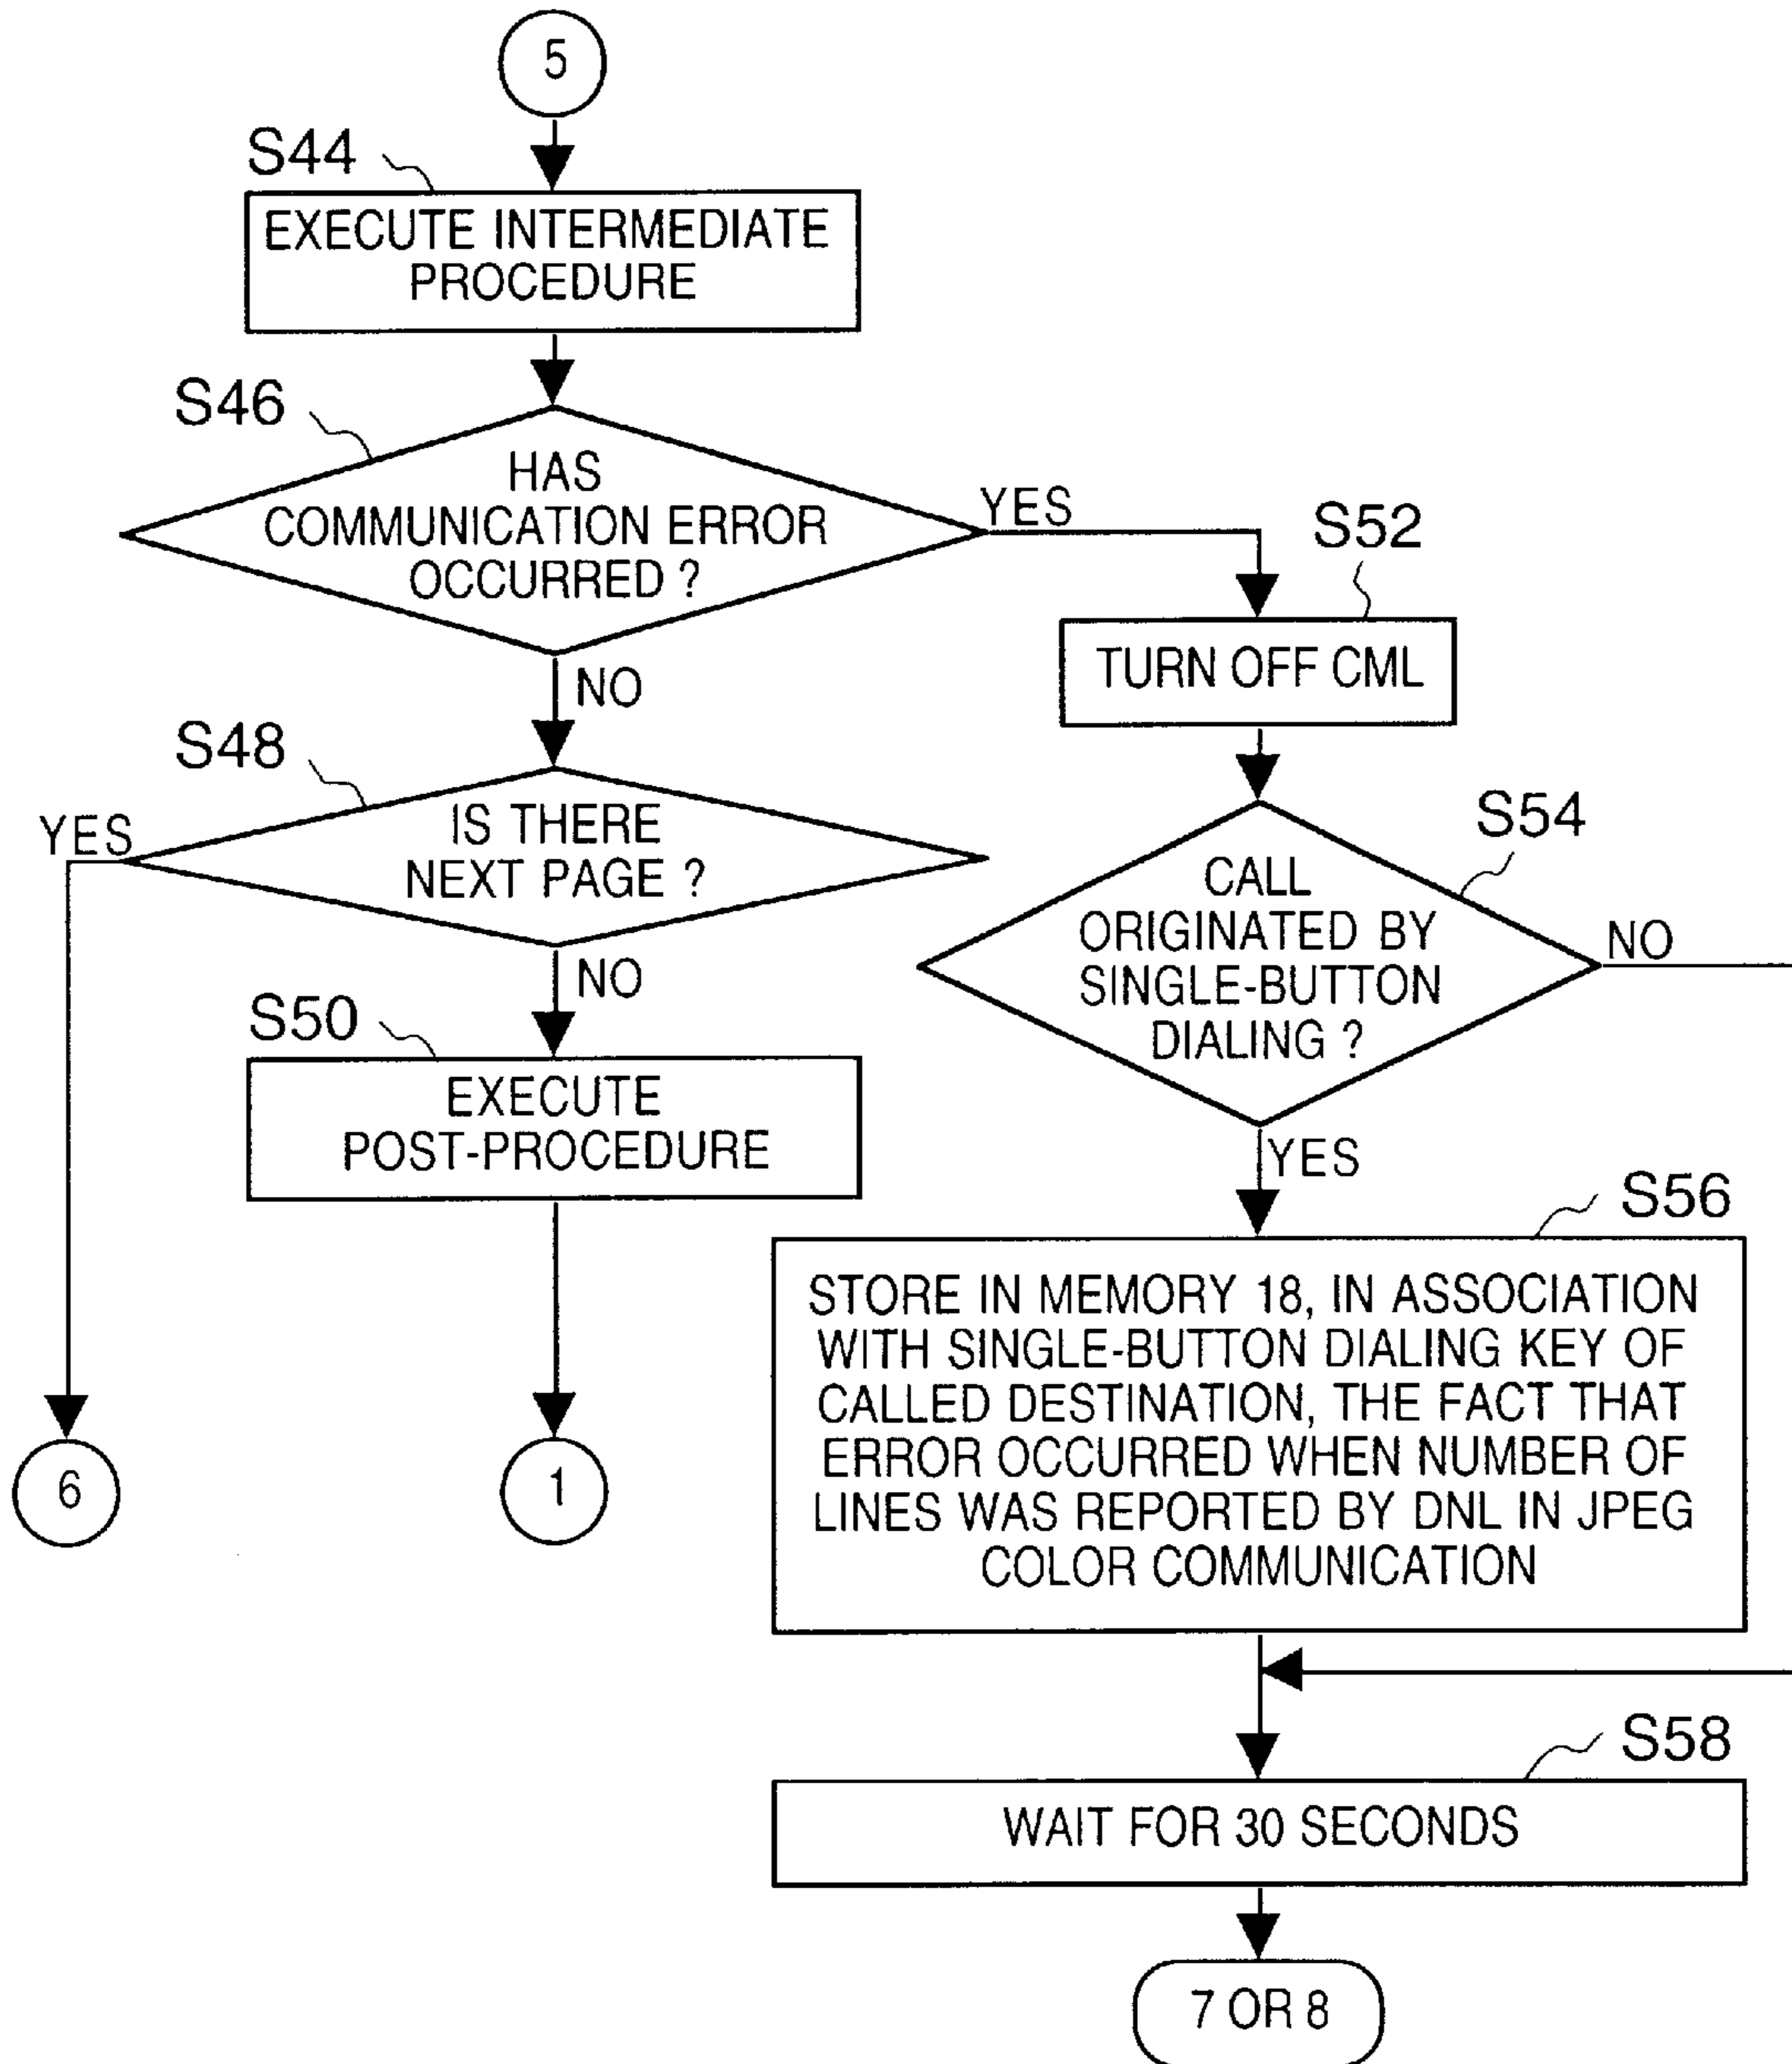 5
S44
EXECUTE INTERMEDIATE
PROCEDURE
S46
HAS
COMMUNICATION ERROR
OCCURRED ?
YES
NO
S48
IS THERE
NEXT PAGE ?
YES
NO
S50
EXECUTE
POST-PROCEDURE
6
1
S52
TURN OFF CML
S54
CALL
ORIGINATED BY
SINGLE-BUTTON
DIALING ?
NO
YES
S56
STORE IN MEMORY 18, IN ASSOCIATION
WITH SINGLE-BUTTON DIALING KEY OF
CALLED DESTINATION, THE FACT THAT
ERROR OCCURRED WHEN NUMBER OF
LINES WAS REPORTED BY DNL IN JPEG
COLOR COMMUNICATION
S58
WAIT FOR 30 SECONDS
7 OR 8